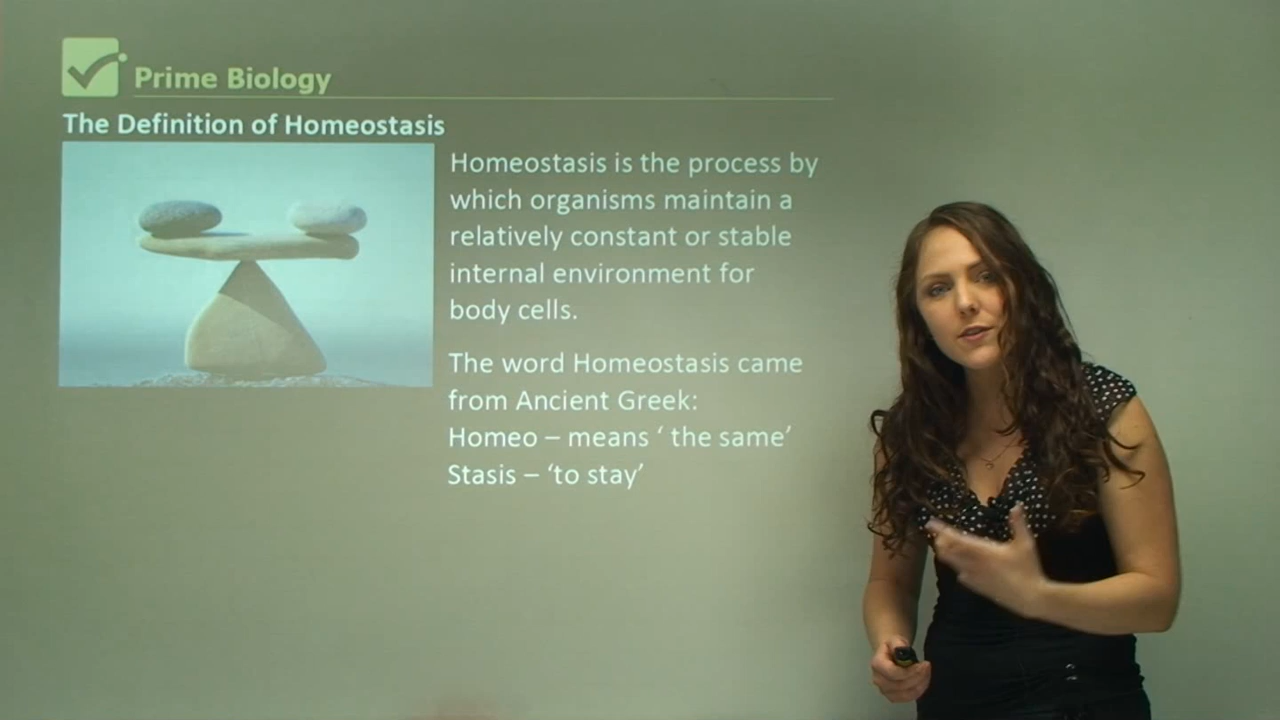 Prime Biology
The Definition of Homeostasis
Homeostasis is the process by
which organisms maintain a
relatively constant or stable
internal environment for
body cells.
The word Homeostasis came
from Ancient Greek:
Homeo – means ‘ the same’
Stasis – ‘to stay’